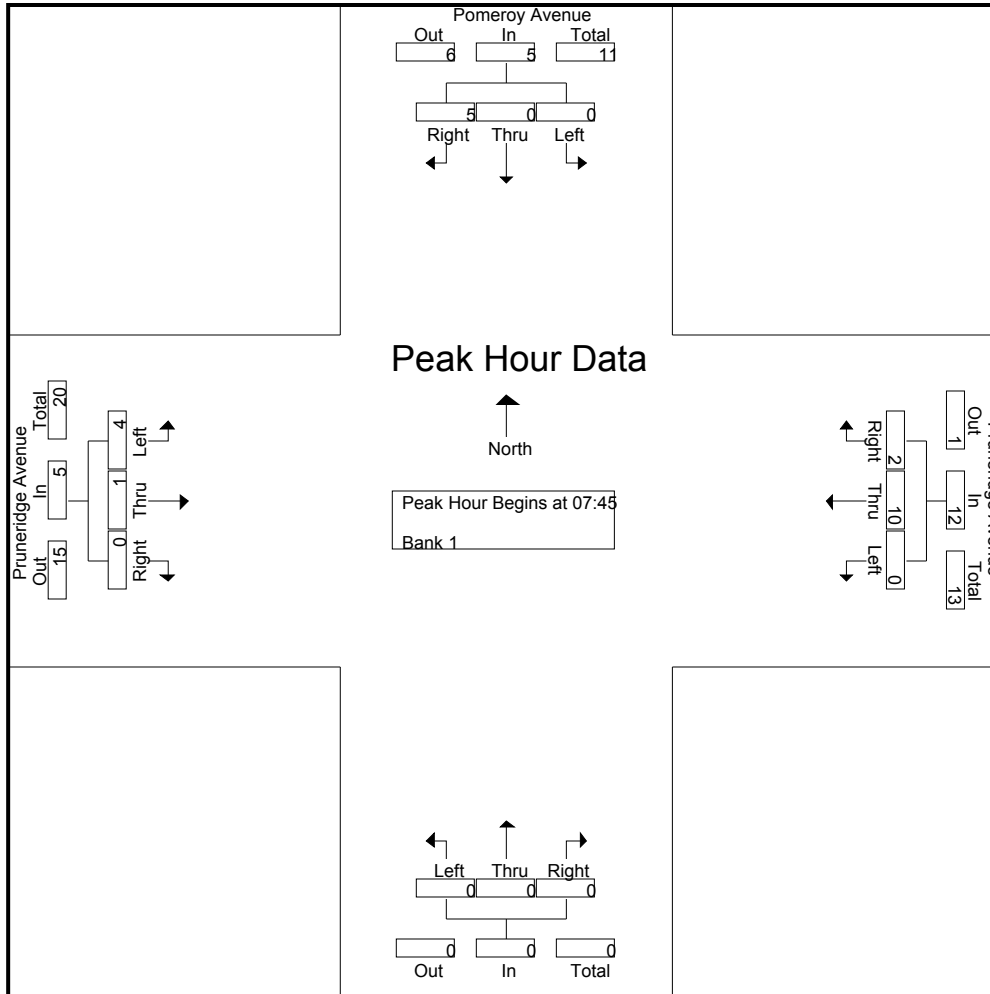 Pomeroy Avenue
Out In Total
6 5 11
5 0 0
Right Thru Left
Peak Hour Data
North
Peak Hour Begins at 07:45
Bank 1
Pruneridge Avenue
Out In Total
15 5 20
Left Thru Right
4 1 0
Right Thru Left
2 10 0
Out In Total
1 12 13
Left Thru Right
0 0 0
0 0 0
Out In Total